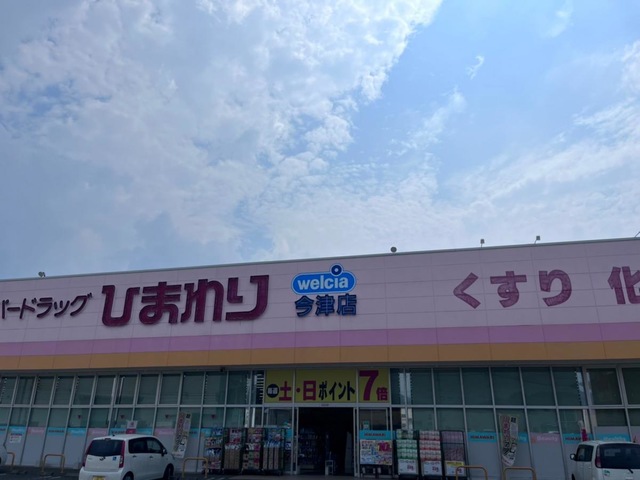 パードラッグ
ひまわり
welcia
今津店
くすり 化
毎週 土・日ポイント7倍